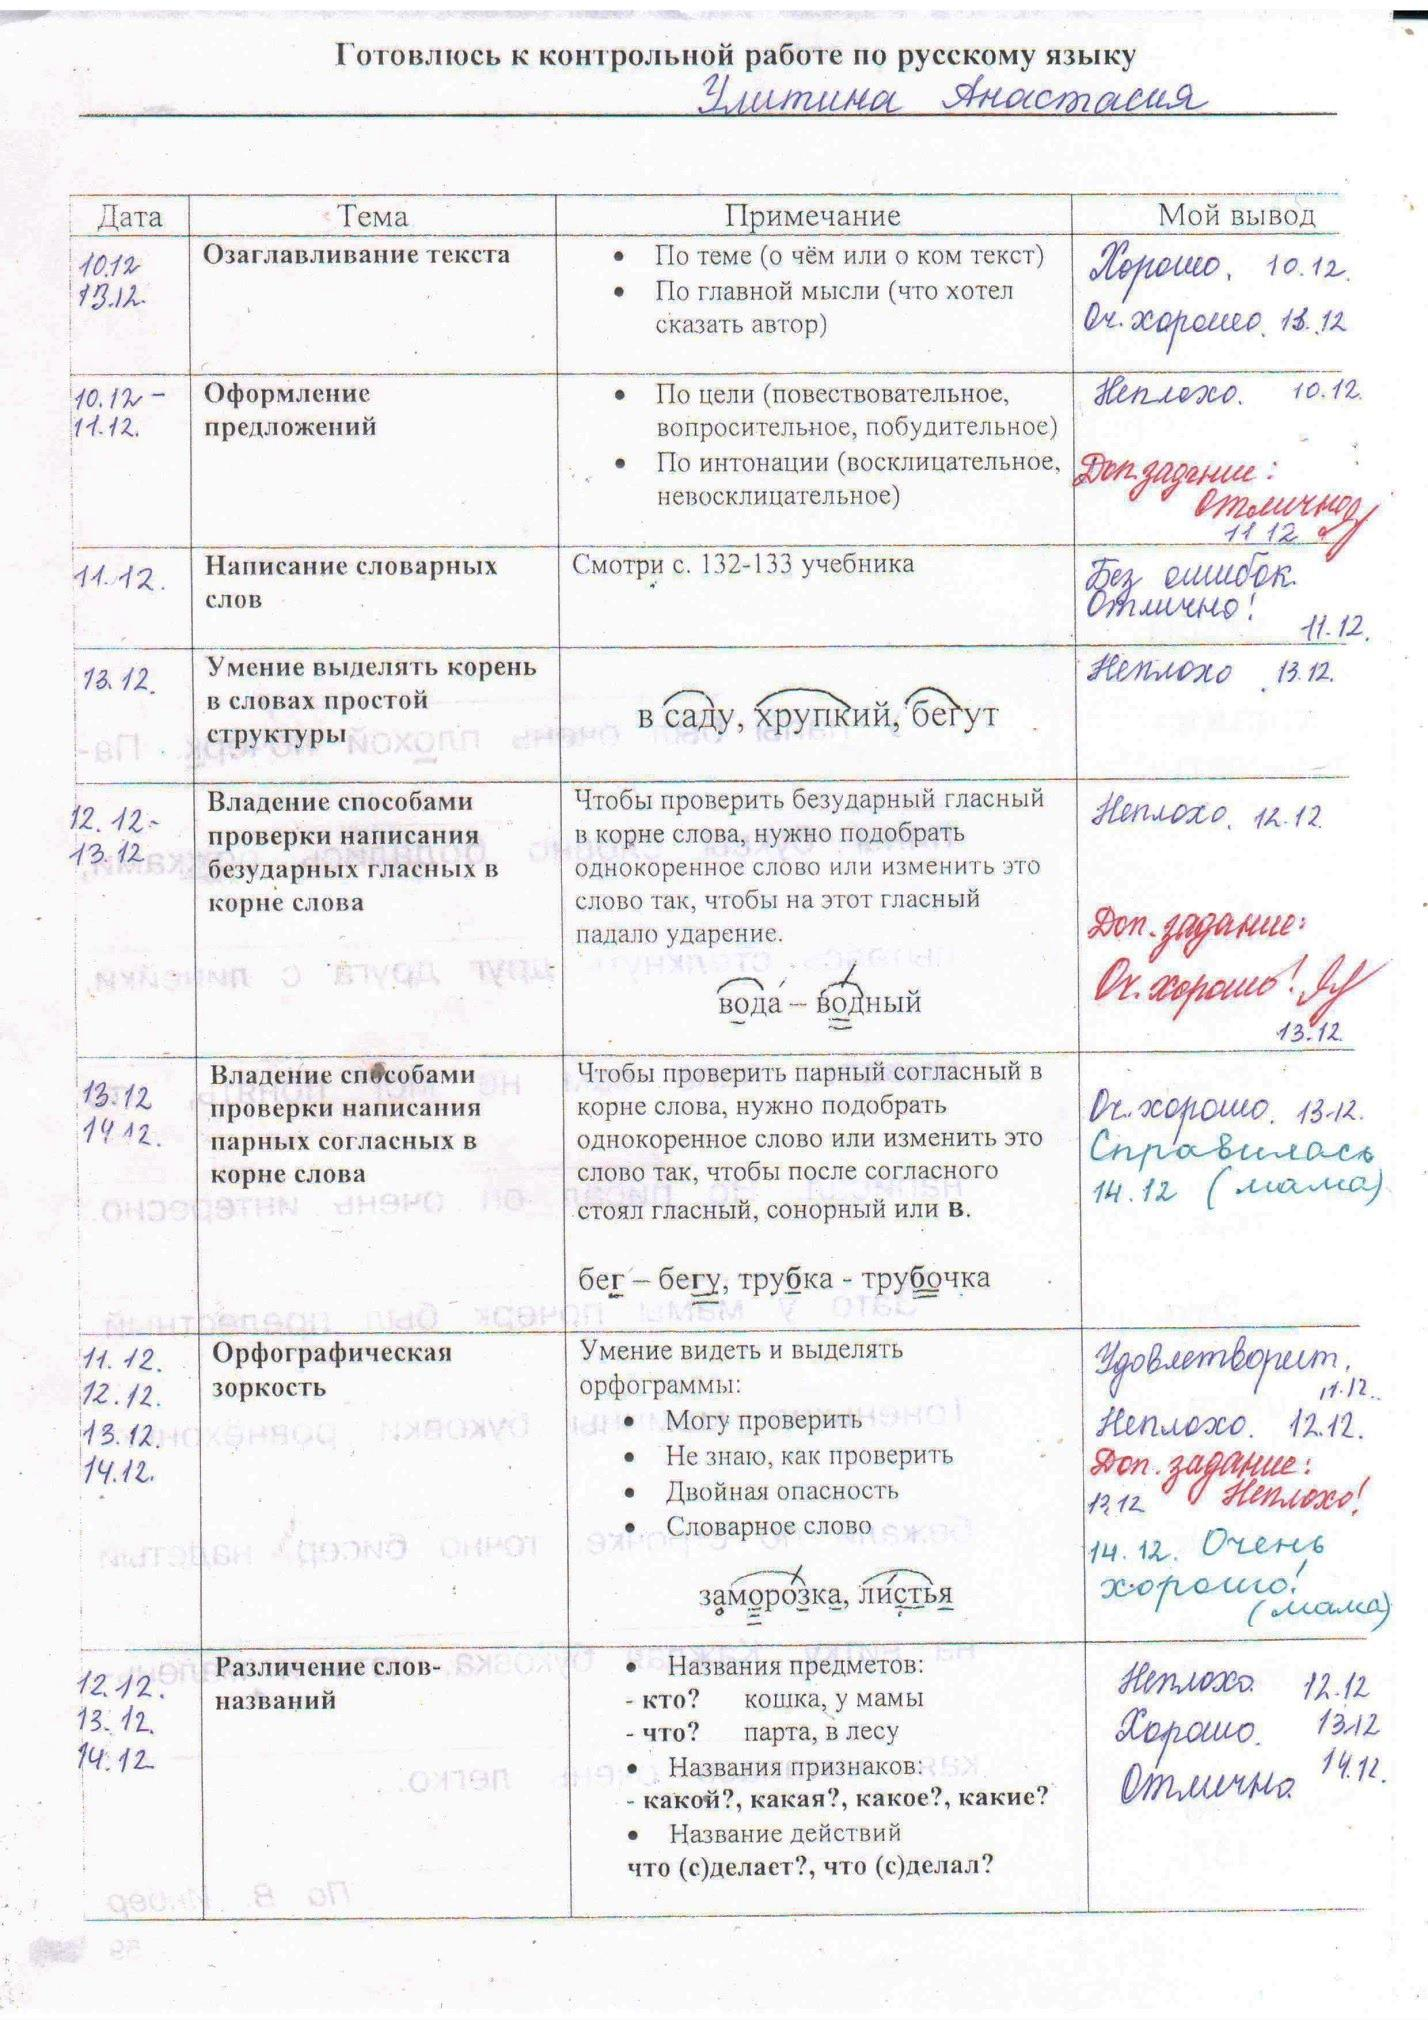 Готовлюсь к контрольной работе по русскому языку
Улитина Анастасия
Дата Тема Примечание Мой вывод
10.12
13.12.
Озаглавливание текста
• По теме (о чём или о ком текст)
• По главной мысли (что хотел
сказать автор)
Хорошо. 10.12.
Оч. хорошо. 13.12
10.12 –
11.12.
Оформление
предложений
• По цели (повествовательное,
вопросительное, побудительное)
• По интонации (восклицательное,
невосклицательное)
Неплохо. 10.12.
Доп. задание:
Отлично
11.12
11.12.
Написание словарных
слов
Смотри с. 132-133 учебника
Без ошибок.
Отлично!
11.12.
13.12.
Умение выделять корень
в словах простой
структуры
в саду, хрупкий, бегут
Неплохо 13.12.
12.12-
13.12
Владение способами
проверки написания
безударных гласных в
корне слова
Чтобы проверить безударный гласный
в корне слова, нужно подобрать
однокоренное слово или изменить это
слово так, чтобы на этот гласный
падало ударение.
вода́ – водный
Неплохо. 12.12.
Доп. задание:
Оч. хорошо!
13.12.
13.12
14.12.
Владение способами
проверки написания
парных согласных в
корне слова
Чтобы проверить парный согласный в
корне слова, нужно подобрать
однокоренное слово или изменить это
слово так, чтобы после согласного
стоял гласный, сонорный или в.
бег – бегу, трубка - трубочка
Оч. хорошо. 13.12.
Справилась
14.12 (мама)
11.12.
12.12.
13.12.
14.12.
Орфографическая
зоркость
Умение видеть и выделять
орфограммы:
• Могу проверить
• Не знаю, как проверить
• Двойная опасность
• Словарное слово
заморозка, листья
Удовлетворит.
11.12.
Неплохо. 12.12.
Доп. задание:
13.12 Неплохо!
14.12. Очень
хорошо!
(мама)
12.12.
13.12.
14.12
Различение слов-
названий
• Названия предметов:
- кто? кошка, у мамы
- что? парта, в лесу
• Названия признаков:
- какой?, какая?, какое?, какие?
• Название действий
что (с)делает?, что (с)делал?
Неплохо. 12.12
Хорошо. 13.12
Отлично. 14.12.